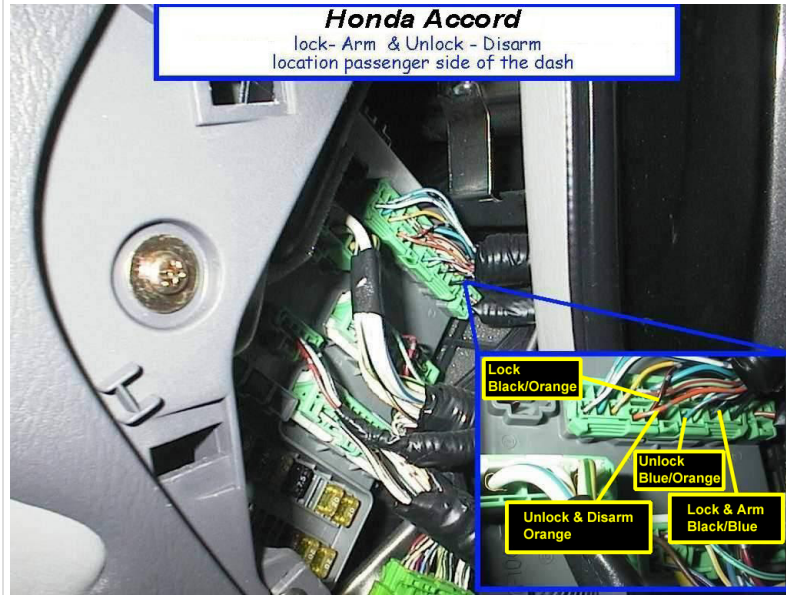 Honda Accord
lock- Arm & Unlock - Disarm
location passenger side of the dash
Lock
Black/Orange
Unlock
Blue/Orange
Unlock & Disarm
Orange
Lock & Arm
Black/Blue